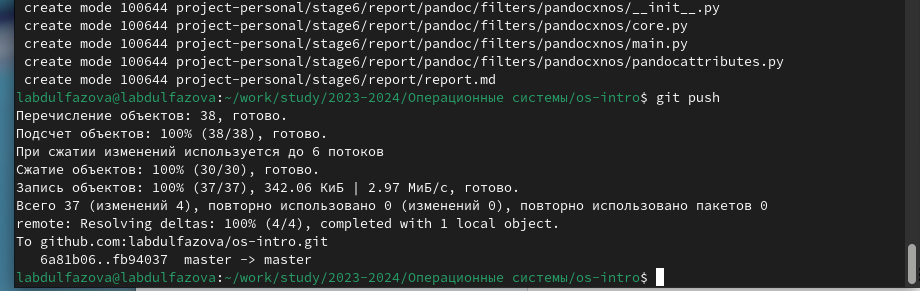 create mode 100644 project-personal/stage6/report/pandoc/filters/pandocxnos/__init__.py
create mode 100644 project-personal/stage6/report/pandoc/filters/pandocxnos/core.py
create mode 100644 project-personal/stage6/report/pandoc/filters/pandocxnos/main.py
create mode 100644 project-personal/stage6/report/pandoc/filters/pandocxnos/pandocattributes.py
create mode 100644 project-personal/stage6/report/report.md
labdulfazova@labdulfazova:~/work/study/2023-2024/Операционные системы/os-intro$ git push
Перечисление объектов: 38, готово.
Подсчет объектов: 100% (38/38), готово.
При сжатии изменений используется до 6 потоков
Сжатие объектов: 100% (30/30), готово.
Запись объектов: 100% (37/37), 342.06 КиБ | 2.97 МиБ/с, готово.
Всего 37 (изменений 4), повторно использовано 0 (изменений 0), повторно использовано пакетов 0
remote: Resolving deltas: 100% (4/4), completed with 1 local object.
To github.com:labdulfazova/os-intro.git
6a81b06..fb94037  master -> master
labdulfazova@labdulfazova:~/work/study/2023-2024/Операционные системы/os-intro$